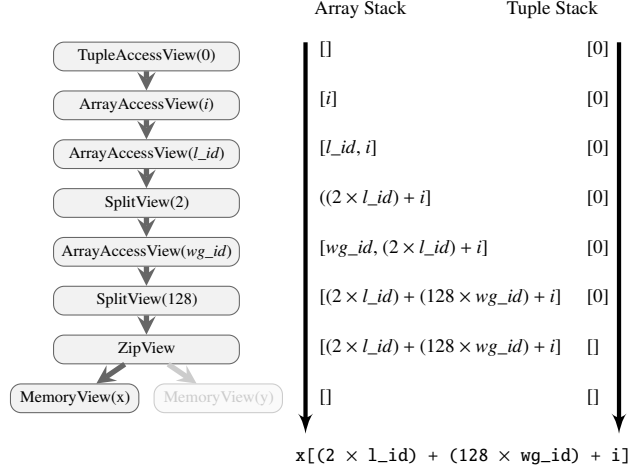 Array Stack Tuple Stack
TupleAccessView(0) [] [0]
ArrayAccessView(i) [i] [0]
ArrayAccessView(l_id) [l_id, i] [0]
SplitView(2) ((2 × l_id) + i] [0]
ArrayAccessView(wg_id) [wg_id, (2 × l_id) + i] [0]
SplitView(128) [(2 × l_id) + (128 × wg_id) + i] [0]
ZipView [(2 × l_id) + (128 × wg_id) + i] []
MemoryView(x) MemoryView(y) [] []
x[(2 × l_id) + (128 × wg_id) + i]